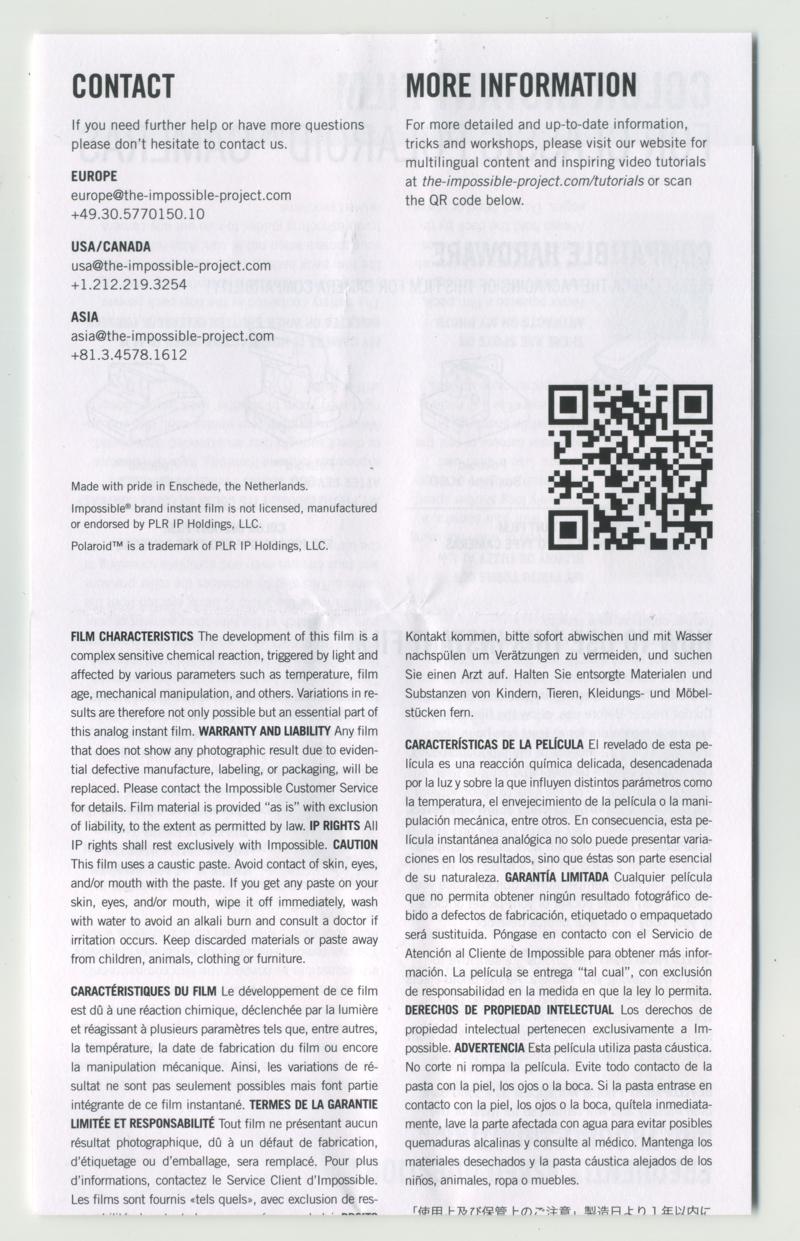 CONTACT
If you need further help or have more questions
please don't hesitate to contact us.
EUROPE
europe@the-impossible-project.com
+49.30.5770150.10
USA/CANADA
usa@the-impossible-project.com
+1.212.219.3254
ASIA
asia@the-impossible-project.com
+81.3.4578.1612
Made with pride in Enschede, the Netherlands.
Impossible® brand instant film is not licensed, manufactured
or endorsed by PLR IP Holdings, LLC.
Polaroid™ is a trademark of PLR IP Holdings, LLC.
MORE INFORMATION
For more detailed and up-to-date information,
tricks and workshops, please visit our website for
multilingual content and inspiring video tutorials
at the-impossible-project.com/tutorials or scan
the QR code below.
FILM CHARACTERISTICS The development of this film is a
complex sensitive chemical reaction, triggered by light and
affected by various parameters such as temperature, film
age, mechanical manipulation, and others. Variations in re-
sults are therefore not only possible but an essential part of
this analog instant film. WARRANTY AND LIABILITY Any film
that does not show any photographic result due to eviden-
tial defective manufacture, labeling, or packaging, will be
replaced. Please contact the Impossible Customer Service
for details. Film material is provided “as is” with exclusion
of liability, to the extent as permitted by law. IP RIGHTS All
IP rights shall rest exclusively with Impossible. CAUTION
This film uses a caustic paste. Avoid contact of skin, eyes,
and/or mouth with the paste. If you get any paste on your
skin, eyes, and/or mouth, wipe it off immediately, wash
with water to avoid an alkali burn and consult a doctor if
irritation occurs. Keep discarded materials or paste away
from children, animals, clothing or furniture.
CARACTÉRISTIQUES DU FILM Le développement de ce film
est dû à une réaction chimique, déclenchée par la lumière
et réagissant à plusieurs paramètres tels que, entre autres,
la température, la date de fabrication du film ou encore
la manipulation mécanique. Ainsi, les variations de ré-
sultat ne sont pas seulement possibles mais font partie
intégrante de ce film instantané. TERMES DE LA GARANTIE
LIMITÉE ET RESPONSABILITÉ Tout film ne présentant aucun
résultat photographique, dû à un défaut de fabrication,
d'étiquetage ou d'emballage, sera remplacé. Pour plus
d'informations, contactez le Service Client d'Impossible.
Les films sont fournis «tels quels», avec exclusion de res-
Kontakt kommen, bitte sofort abwischen und mit Wasser
nachspülen um Verätzungen zu vermeiden, und suchen
Sie einen Arzt auf. Halten Sie entsorgte Materialen und
Substanzen von Kindern, Tieren, Kleidungs- und Möbel-
stücken fern.
CARACTERÍSTICAS DE LA PELÍCULA El revelado de esta pe-
lícula es una reacción química delicada, desencadenada
por la luz y sobre la que influyen distintos parámetros como
la temperatura, el envejecimiento de la película o la mani-
pulación mecánica, entre otros. En consecuencia, esta pe-
lícula instantánea analógica no solo puede presentar varia-
ciones en los resultados, sino que éstas son parte esencial
de su naturaleza. GARANTÍA LIMITADA Cualquier película
que no permita obtener ningún resultado fotográfico de-
bido a defectos de fabricación, etiquetado o empaquetado
será sustituida. Póngase en contacto con el Servicio de
Atención al Cliente de Impossible para obtener más infor-
mación. La película se entrega “tal cual”, con exclusión
de responsabilidad en la medida en que la ley lo permita.
DERECHOS DE PROPIEDAD INTELECTUAL Los derechos de
propiedad intelectual pertenecen exclusivamente a Im-
possible. ADVERTENCIA Esta película utiliza pasta cáustica.
No corte ni rompa la película. Evite todo contacto de la
pasta con la piel, los ojos o la boca. Si la pasta entrase en
contacto con la piel, los ojos o la boca, quítela inmediata-
mente, lave la parte afectada con agua para evitar posibles
quemaduras alcalinas y consulte al médico. Mantenga los
materiales desechados y la pasta cáustica alejados de los
niños, animales, ropa o muebles.
「使用上及び保管上のご注意」製造日より1年以内に